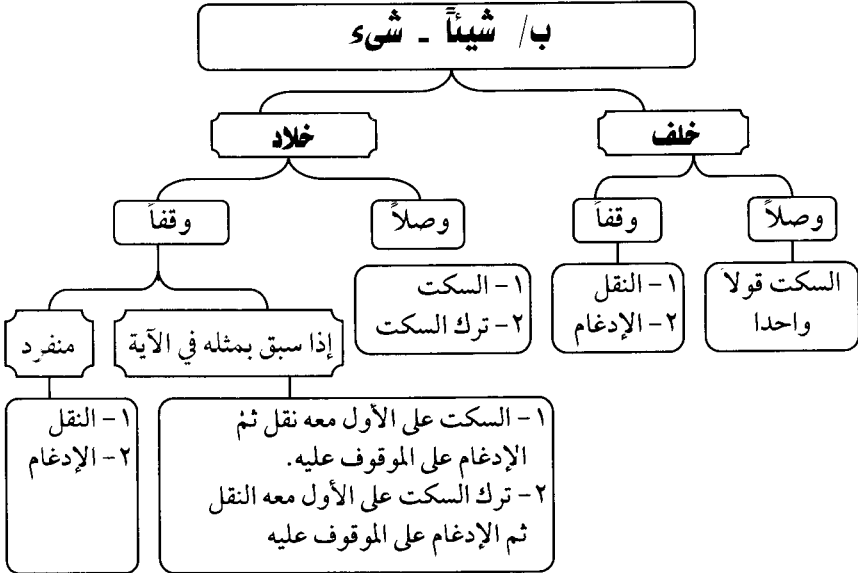 ب/ شيئاً - شىء
خلف
خلاد
وصلاً
وقفاً
وصلاً
وقفاً
السكت قولاً
واحدا
١- النقل
٢- الإدغام
١- السكت
٢- ترك السكت
إذا سبق بمثله في الآية
منفرد
١- السكت على الأول معه نقل ثم
الإدغام على الموقوف عليه.
٢- ترك السكت على الأول معه النقل
ثم الإدغام على الموقوف عليه
١- النقل
٢- الإدغام